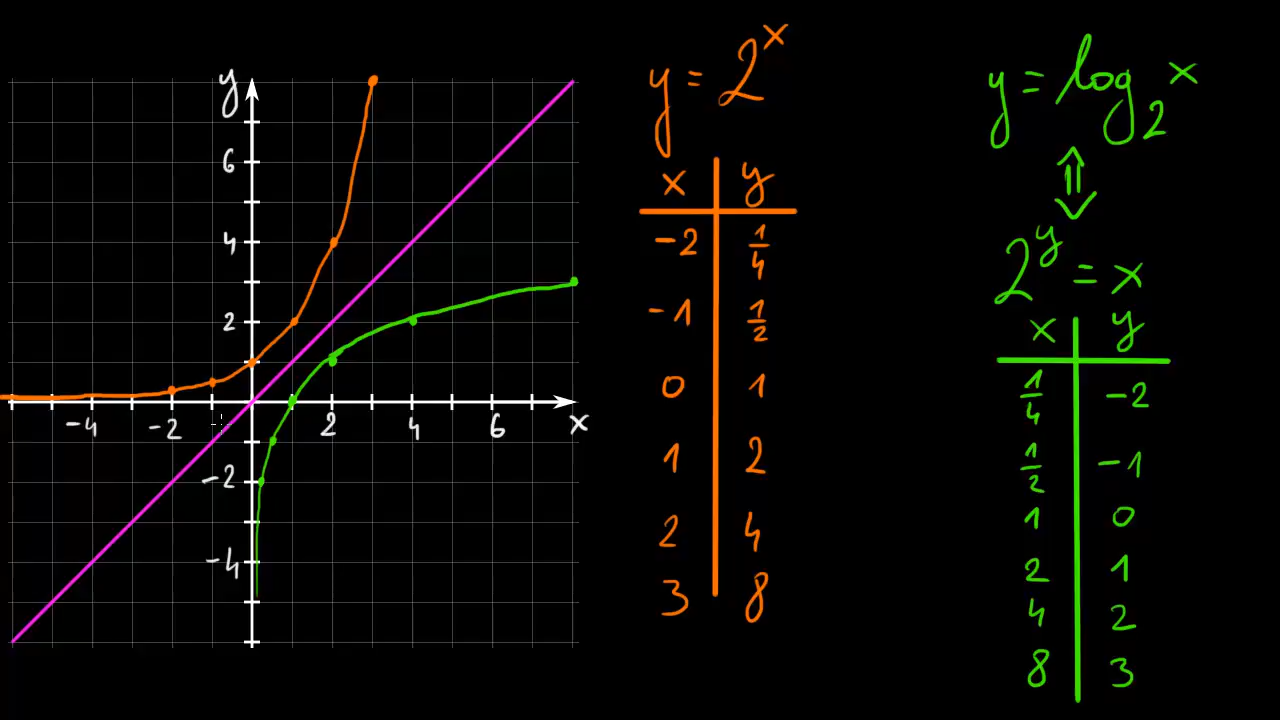 y
6
4
2
-4 -2 2 4 6 x
-2
-4
y = 2^x
x y
-2 1/4
-1 1/2
0 1
1 2
2 4
3 8
y = log_2 x
⇕
2^y = x
x y
1/4 -2
1/2 -1
1 0
2 1
4 2
8 3